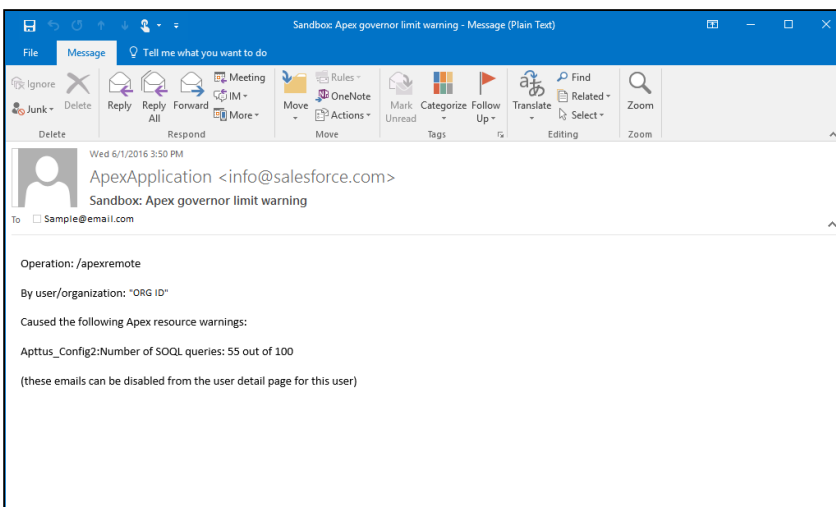 Sandbox: Apex governor limit warning - Message (Plain Text)
File Message Tell me what you want to do
Ignore
Junk
Delete
Reply
Reply All
Forward
Meeting
IM
More
Move
Rules
OneNote
Actions
Mark Unread
Categorize
Follow Up
Translate
Find
Related
Select
Zoom
Delete Respond Move Tags Editing Zoom
Wed 6/1/2016 3:50 PM
ApexApplication <info@salesforce.com>
Sandbox: Apex governor limit warning
To Sample@email.com
Operation: /apexremote
By user/organization: "ORG ID"
Caused the following Apex resource warnings:
Apttus_Config2:Number of SOQL queries: 55 out of 100
(these emails can be disabled from the user detail page for this user)